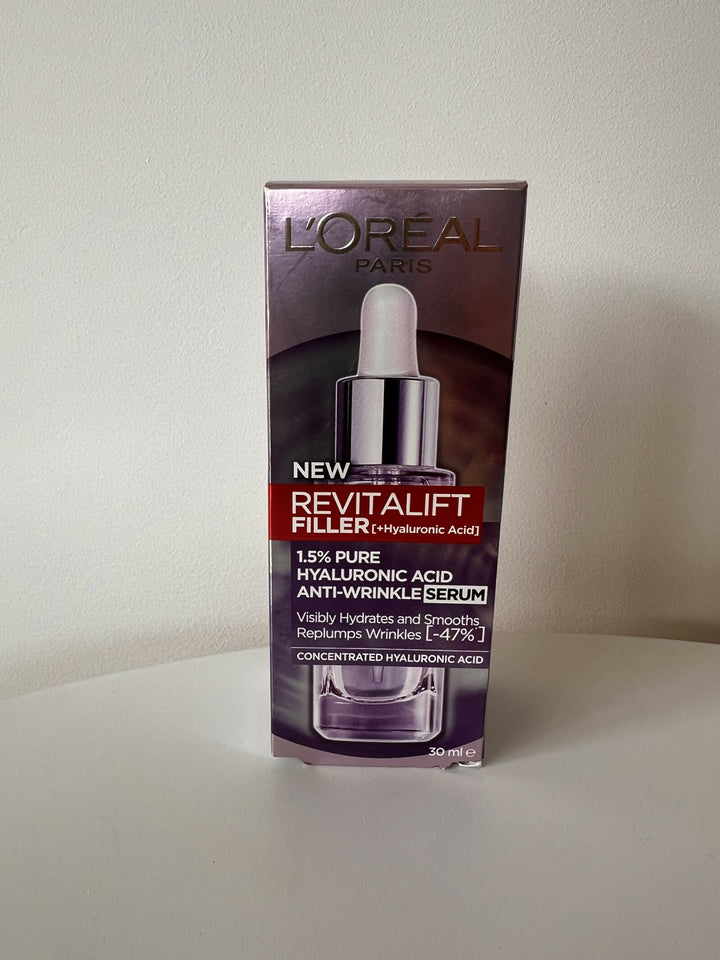 L'ORÉAL
PARIS
NEW
REVITALIFT
FILLER [+Hyaluronic Acid]
1.5% PURE
HYALURONIC ACID
ANTI-WRINKLE SERUM
Visibly Hydrates and Smooths
Replumps Wrinkles [-47%*]
CONCENTRATED HYALURONIC ACID
30 ml ℮